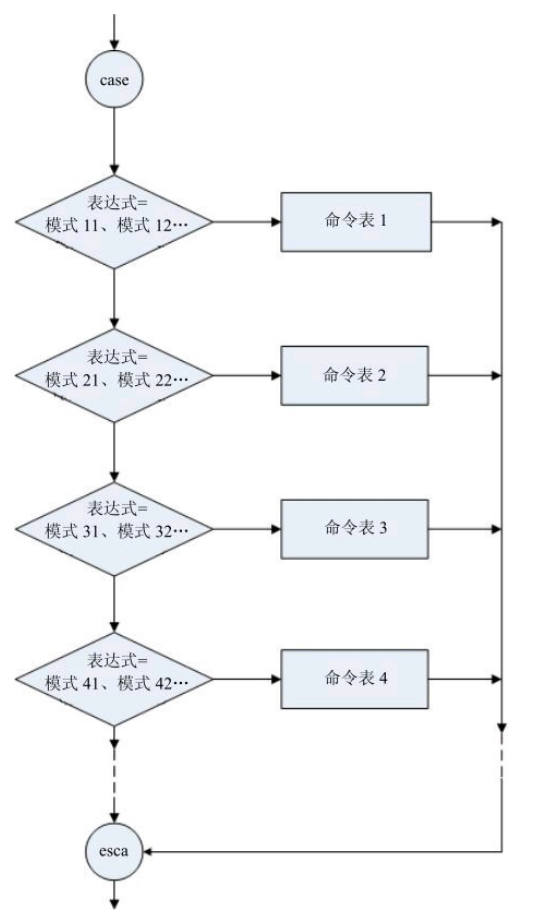 case
表达式=
模式 11、模式 12…
命令表 1
表达式=
模式 21、模式 22…
命令表 2
表达式=
模式 31、模式 32…
命令表 3
表达式=
模式 41、模式 42…
命令表 4
esca